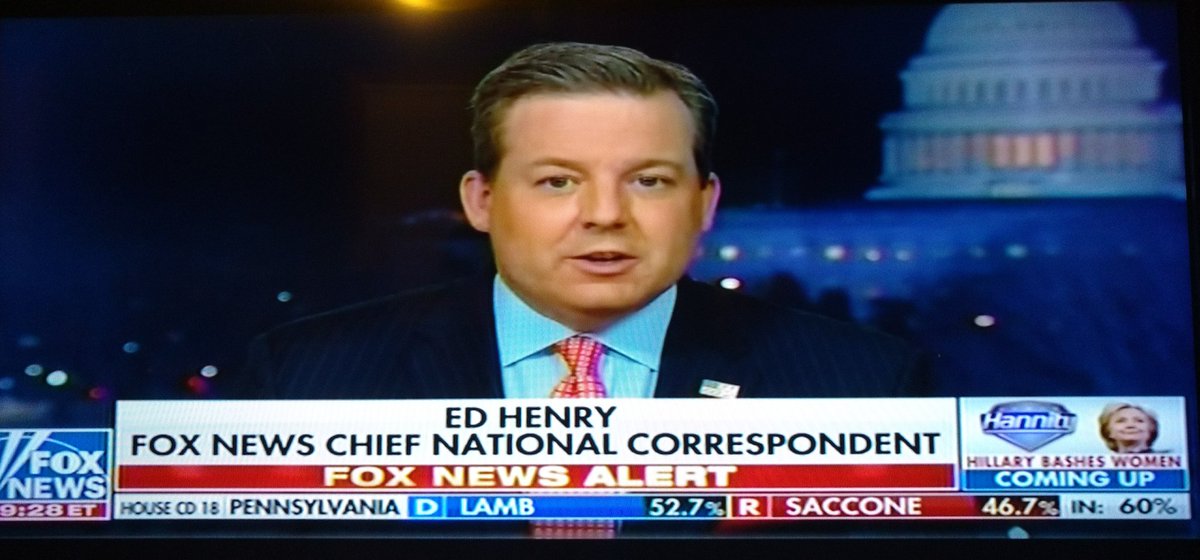 ED HENRY
FOX NEWS CHIEF NATIONAL CORRESPONDENT
FOX NEWS ALERT
Hannity
HILLARY BASHES WOMEN
COMING UP
FOX
NEWS
9:28 ET
HOUSE CD 18 PENNSYLVANIA D LAMB 52.7% R SACCONE 46.7% IN: 60%